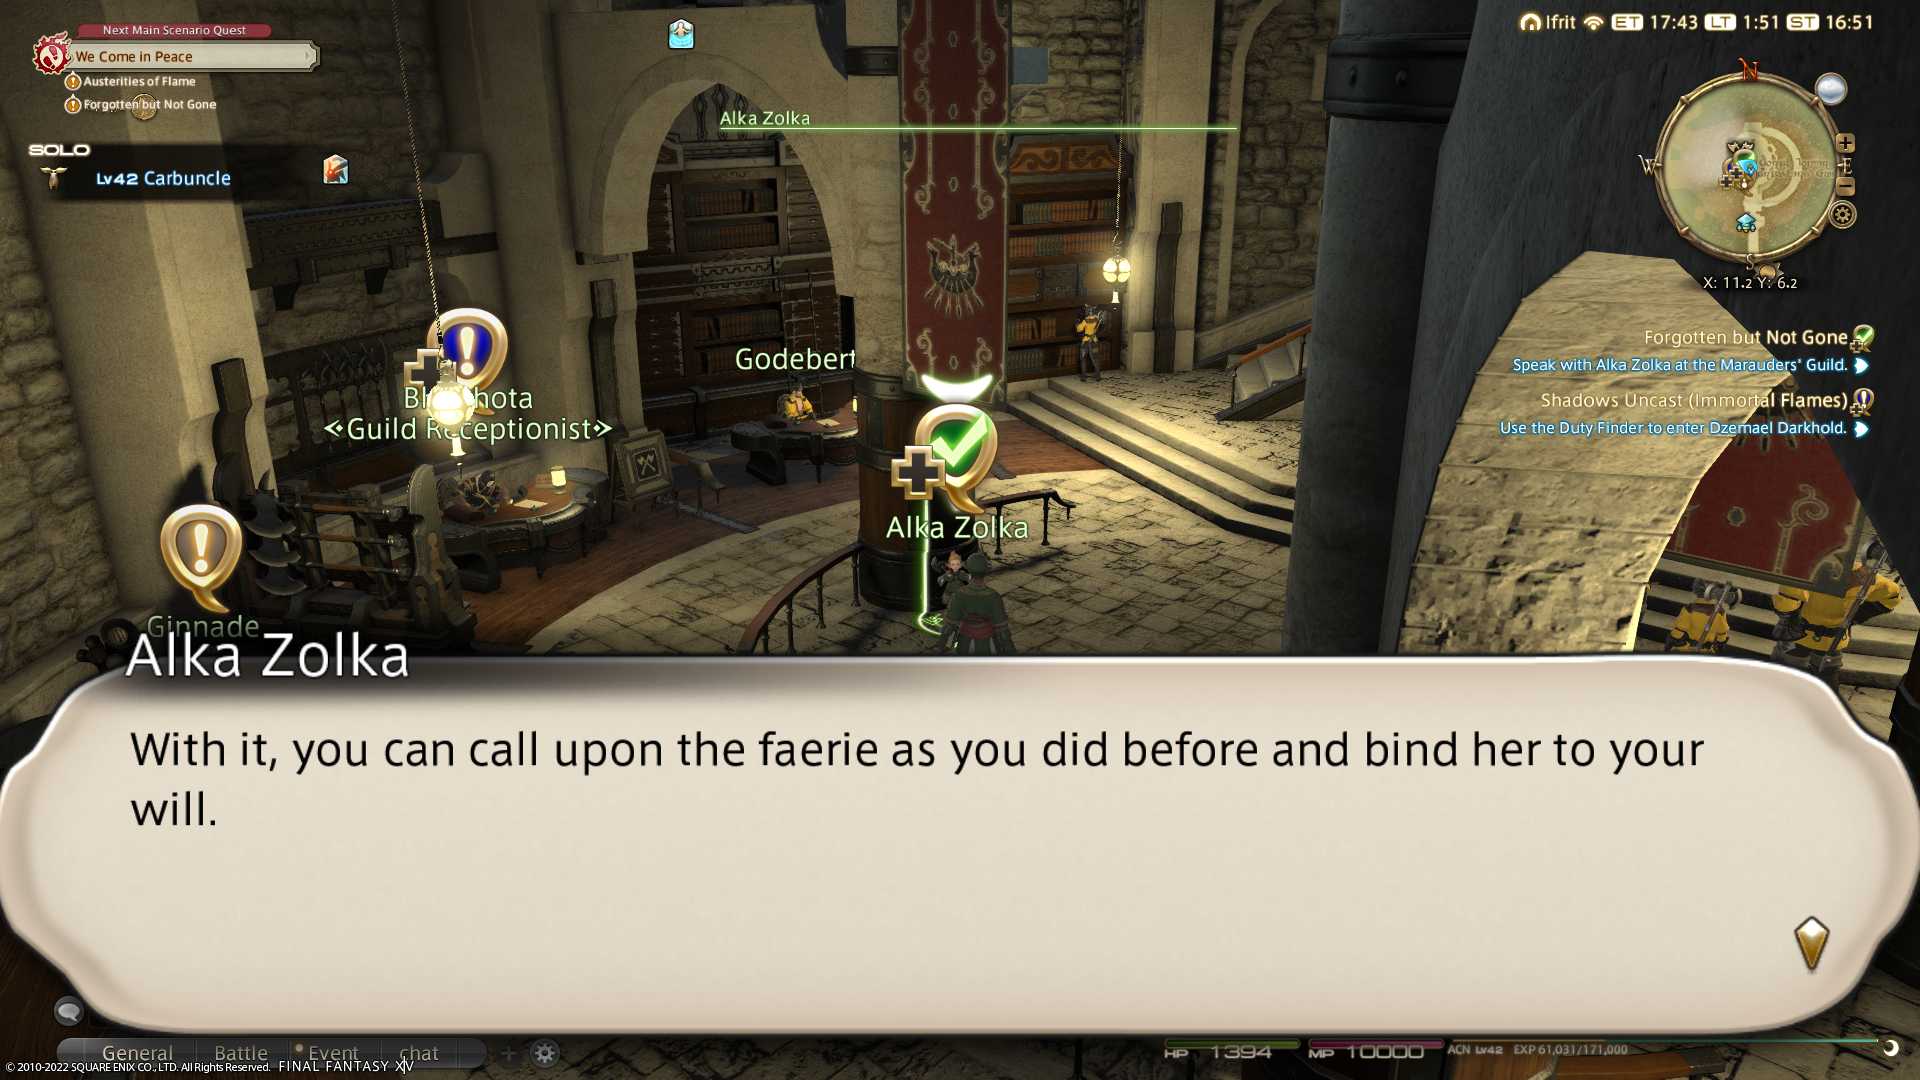 Next Main Scenario Quest
We Come in Peace
Austerities of Flame
Forgotten but Not Gone
SOLO
Lv42 Carbuncle
Alka Zolka
Ifrit ET 17:43 LT 1:51 ST 16:51
N
W
E
S
X: 11.2 Y: 6.2
Forgotten but Not Gone
Speak with Alka Zolka at the Marauders' Guild.
Shadows Uncast (Immortal Flames)
Use the Duty Finder to enter Dzemael Darkhold.
Godebert
<Guild Receptionist>
Alka Zolka
Ginnade
Alka Zolka
With it, you can call upon the faerie as you did before and bind her to your
will.
General Battle Event chat
HP 1394 MP 10000 ACN Lv42 EXP 61,031/171,000
© 2010-2022 SQUARE ENIX CO., LTD. All Rights Reserved. FINAL FANTASY XIV